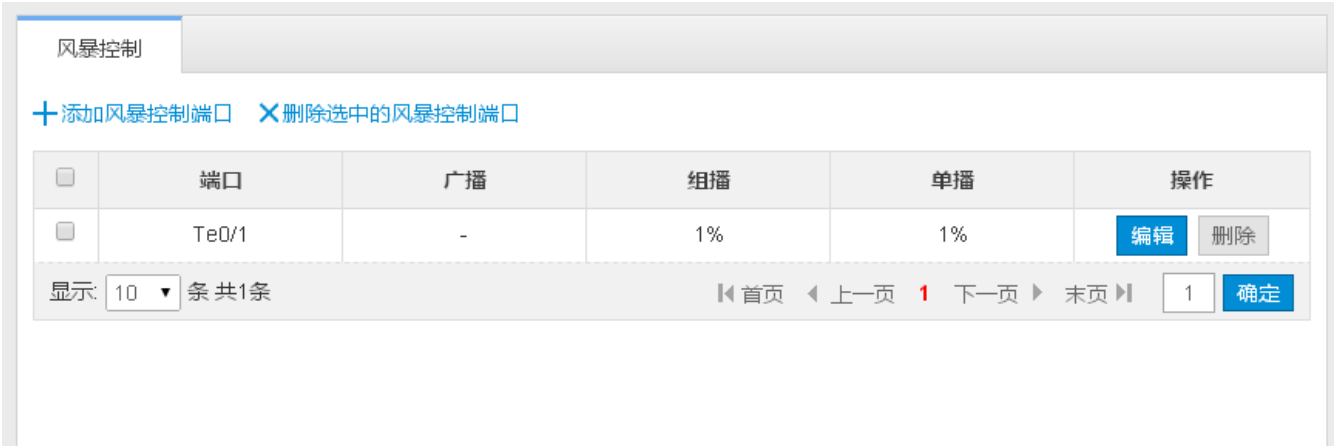 风暴控制
添加风暴控制端口 删除选中的风暴控制端口
端口 广播 组播 单播 操作
Te0/1 - 1% 1% 编辑 删除
显示: 10 条 共1条 首页 上一页 1 下一页 末页 1 确定